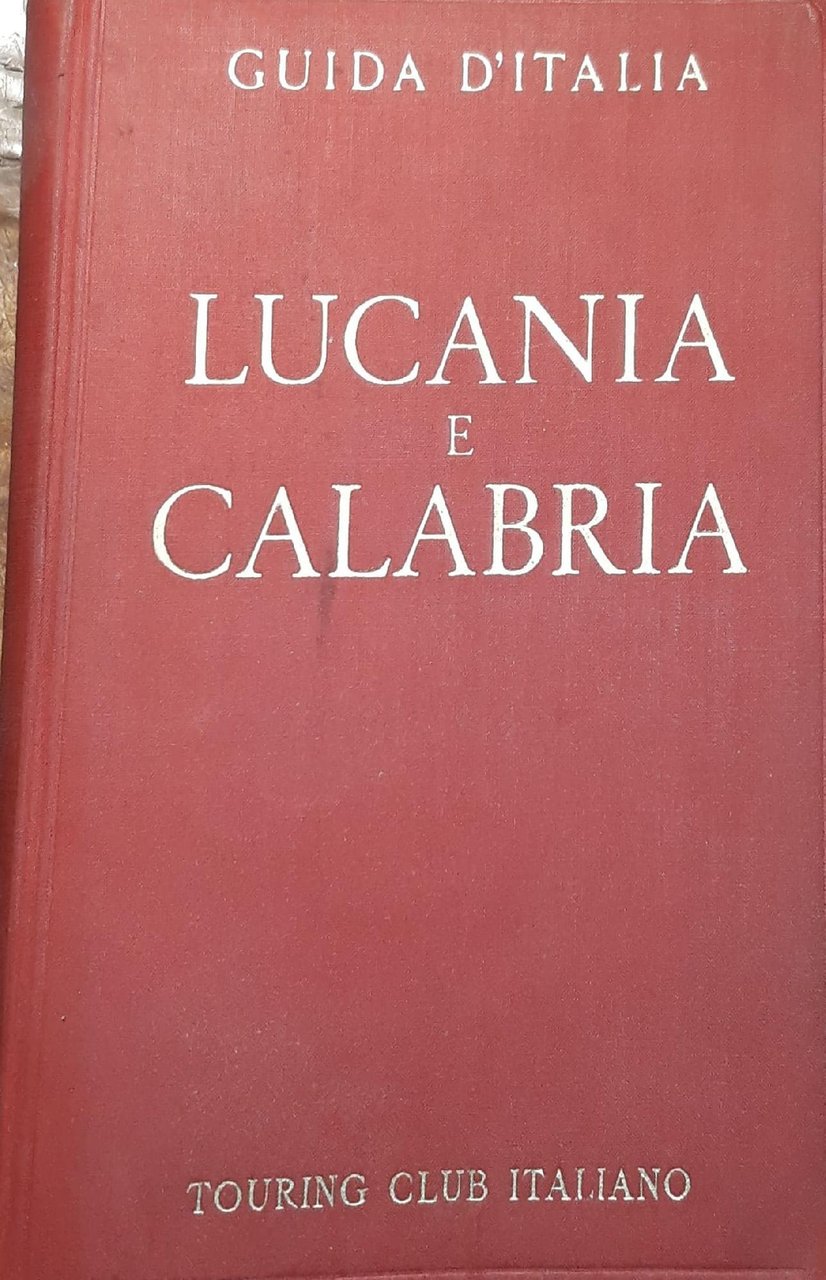 GUIDA D'ITALIA
LUCANIA
E
CALABRIA
TOURING CLUB ITALIANO